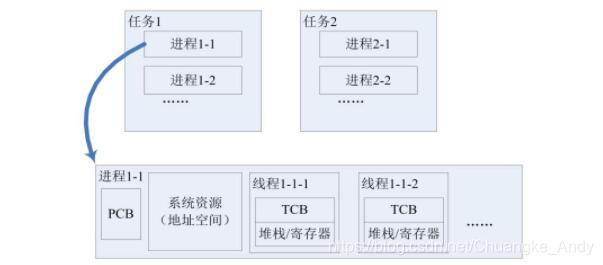 任务1
任务2
进程1-1
进程2-1
进程1-2
进程2-2
……
……
进程1-1
PCB
系统资源
（地址空间）
线程1-1-1
TCB
堆栈/寄存器
线程1-1-2
TCB
堆栈/寄存器
……
https://blog.csdn.net/Chuangke_Andy